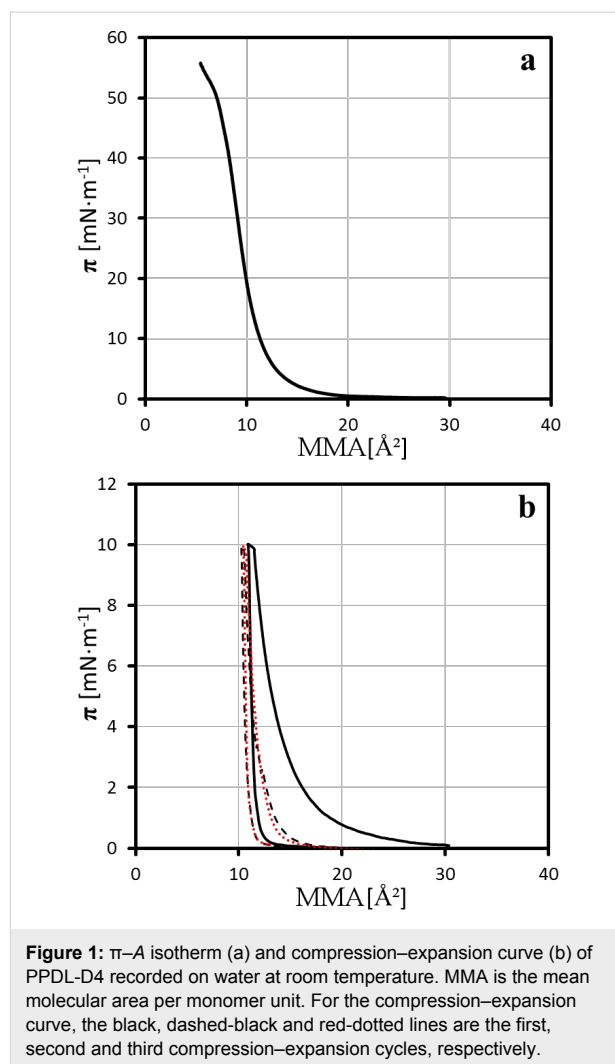 60
a
50
40
30
20
10
0
π [mN·m⁻¹]
0 10 20 30 40
MMA[Å²]
12
b
10
8
6
4
2
0
π [mN·m⁻¹]
0 10 20 30 40
MMA[Å²]
Figure 1: π–A isotherm (a) and compression–expansion curve (b) of
PPDL-D4 recorded on water at room temperature. MMA is the mean
molecular area per monomer unit. For the compression–expansion
curve, the black, dashed-black and red-dotted lines are the first,
second and third compression–expansion cycles, respectively.